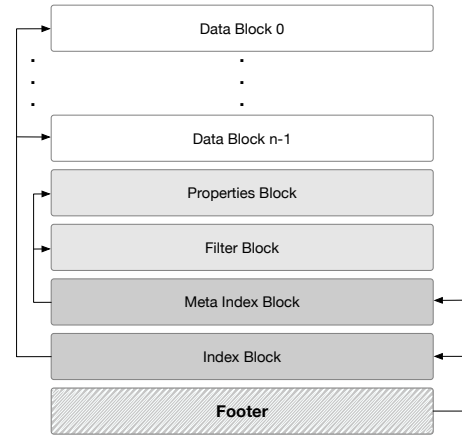 Data Block 0
Data Block n-1
Properties Block
Filter Block
Meta Index Block
Index Block
Footer